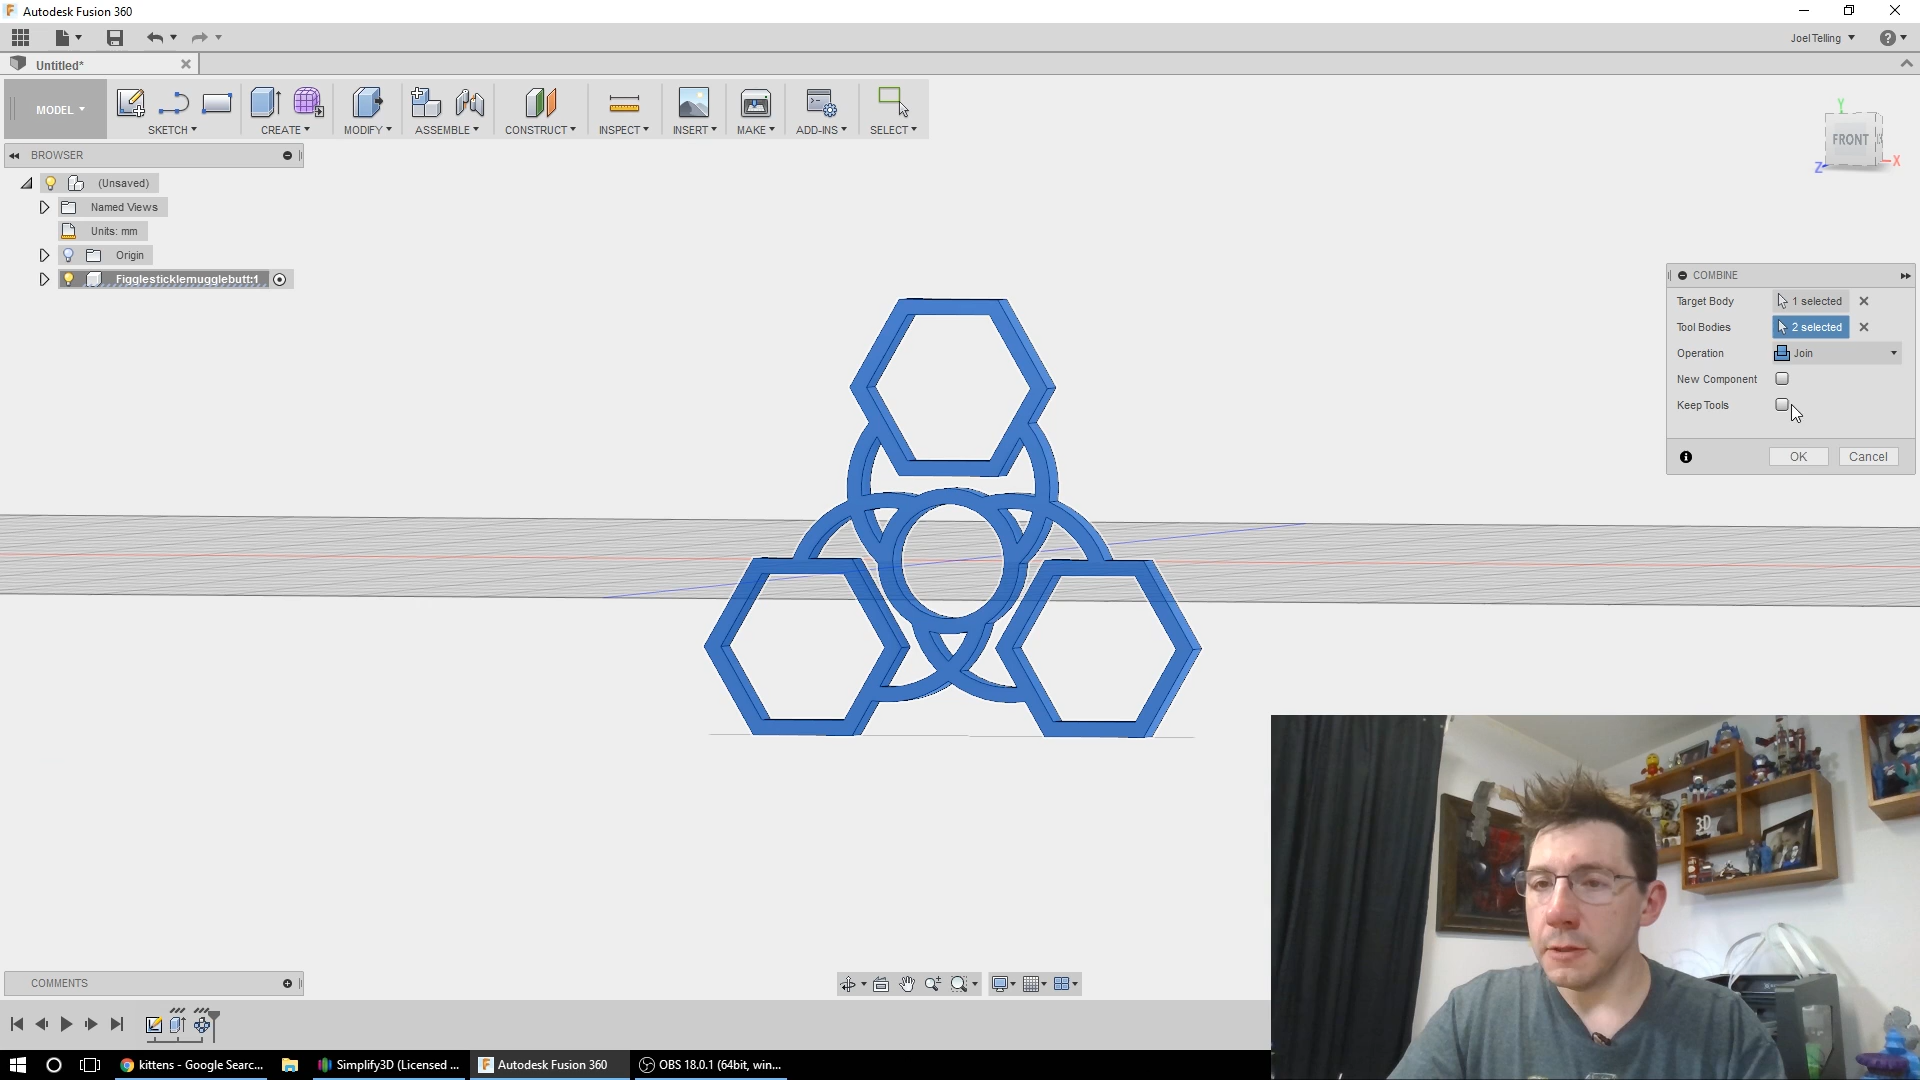 Autodesk Fusion 360
Joel Telling
Untitled*
MODEL
SKETCH
CREATE
MODIFY
ASSEMBLE
CONSTRUCT
INSPECT
INSERT
MAKE
ADD-INS
SELECT
BROWSER
(Unsaved)
Named Views
Units: mm
Origin
Figglesticklemugglebutt:1
Y
FRONT
X
Z
COMBINE
Target Body
1 selected
Tool Bodies
2 selected
Operation
Join
New Component
Keep Tools
OK
Cancel
3D
COMMENTS
kittens - Google Searc...
Simplify3D (Licensed ...
Autodesk Fusion 360
OBS 18.0.1 (64bit, win...